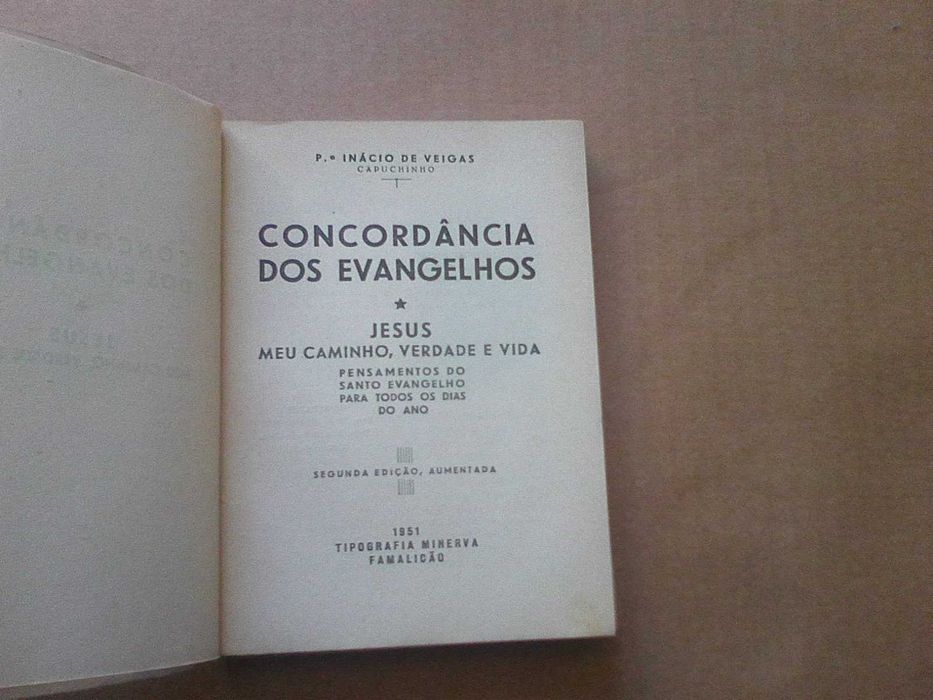 P.e INÁCIO DE VEIGAS
CAPUCHINHO
CONCORDÂNCIA
DOS EVANGELHOS
JESUS
MEU CAMINHO, VERDADE E VIDA
PENSAMENTOS DO
SANTO EVANGELHO
PARA TODOS OS DIAS
DO ANO
SEGUNDA EDIÇÃO, AUMENTADA
1951
TIPOGRAFIA MINERVA
FAMALICÃO